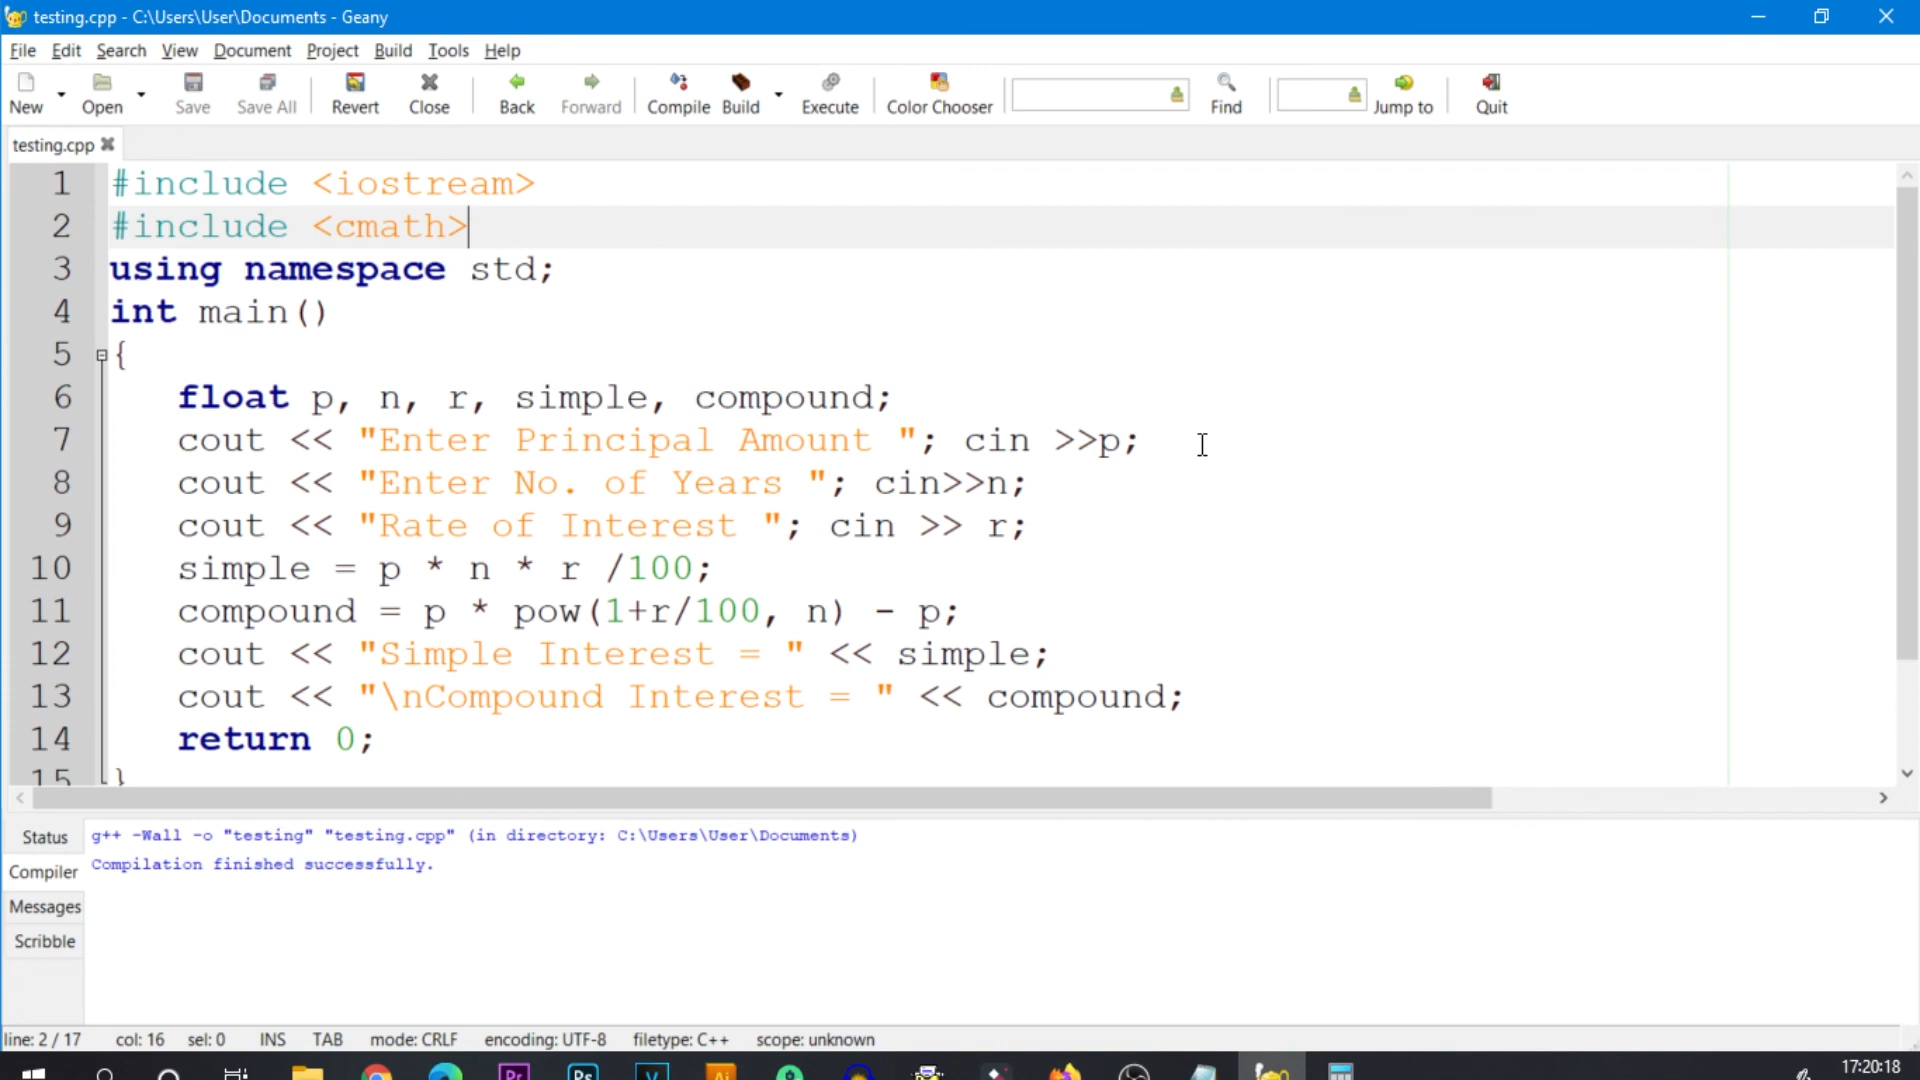 testing.cpp - C:\Users\User\Documents - Geany
File Edit Search View Document Project Build Tools Help
New Open Save Save All Revert Close Back Forward Compile Build Execute Color Chooser Find Jump to Quit
testing.cpp
1 #include <iostream>
2 #include <cmath>
3 using namespace std;
4 int main()
5 {
6 float p, n, r, simple, compound;
7 cout << "Enter Principal Amount "; cin >>p;
8 cout << "Enter No. of Years "; cin>>n;
9 cout << "Rate of Interest "; cin >> r;
10 simple = p * n * r /100;
11 compound = p * pow(1+r/100, n) - p;
12 cout << "Simple Interest = " << simple;
13 cout << "\nCompound Interest = " << compound;
14 return 0;
15 }
Status
Compiler
Messages
Scribble
g++ -Wall -o "testing" "testing.cpp" (in directory: C:\Users\User\Documents)
Compilation finished successfully.
line: 2 / 17 col: 16 sel: 0 INS TAB mode: CRLF encoding: UTF-8 filetype: C++ scope: unknown
Pr Ps V Ai
17:20:18